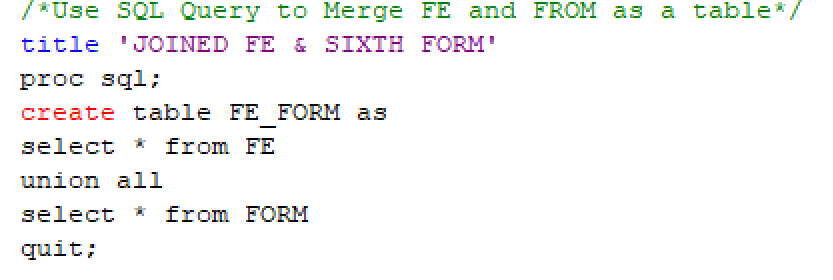 /*Use SQL Query to Merge FE and FROM as a table*/
title 'JOINED FE & SIXTH FORM'
proc sql;
create table FE_FORM as
select * from FE
union all
select * from FORM
quit;